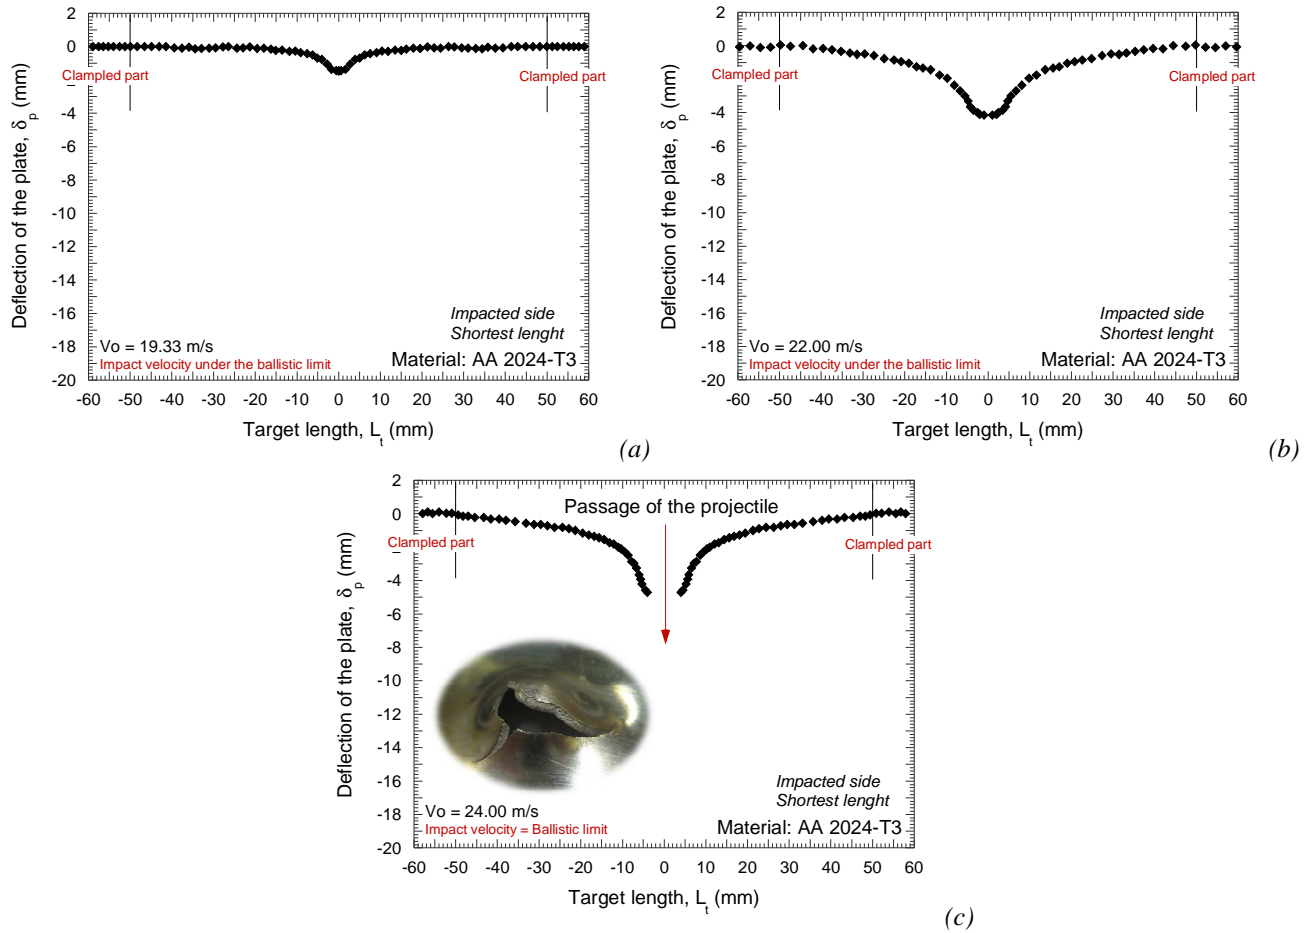 2
0
-4
-6
-8
-10
-12
-14
-16
-18
-20
Deflection of the plate, δp (mm)
Clampled part
Clampled part
Impacted side
Shortest lenght
Vo = 19.33 m/s
Impact velocity under the ballistic limit
Material: AA 2024-T3
-60 -50 -40 -30 -20 -10 0 10 20 30 40 50 60
Target length, Lt (mm)
(a)
2
0
-4
-6
-8
-10
-12
-14
-16
-18
-20
Deflection of the plate, δp (mm)
Clampled part
Clampled part
Impacted side
Shortest lenght
Vo = 22.00 m/s
Impact velocity under the ballistic limit
Material: AA 2024-T3
-60 -50 -40 -30 -20 -10 0 10 20 30 40 50 60
Target length, Lt (mm)
(b)
2
0
-4
-6
-8
-10
-12
-14
-16
-18
-20
Deflection of the plate, δp (mm)
Passage of the projectile
Clampled part
Clampled part
Impacted side
Shortest lenght
Vo = 24.00 m/s
Impact velocity = Ballistic limit
Material: AA 2024-T3
-60 -50 -40 -30 -20 -10 0 10 20 30 40 50 60
Target length, Lt (mm)
(c)